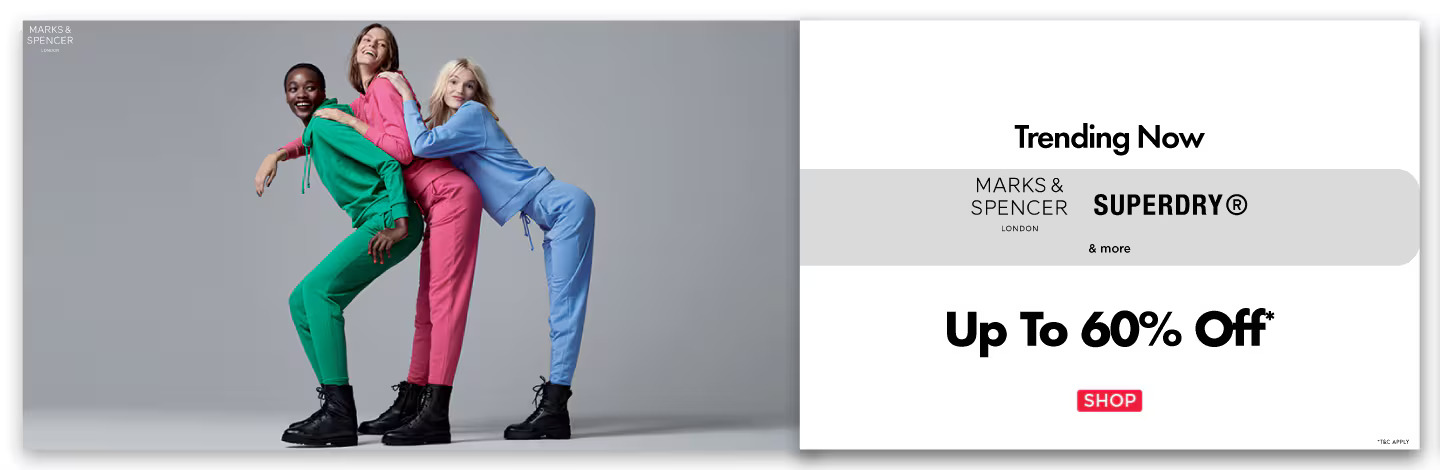 MARKS &
SPENCER
LONDON
Trending Now
MARKS &
SPENCER
LONDON
SUPERDRY®
& more
Up To 60% Off*
SHOP
*T&C APPLY